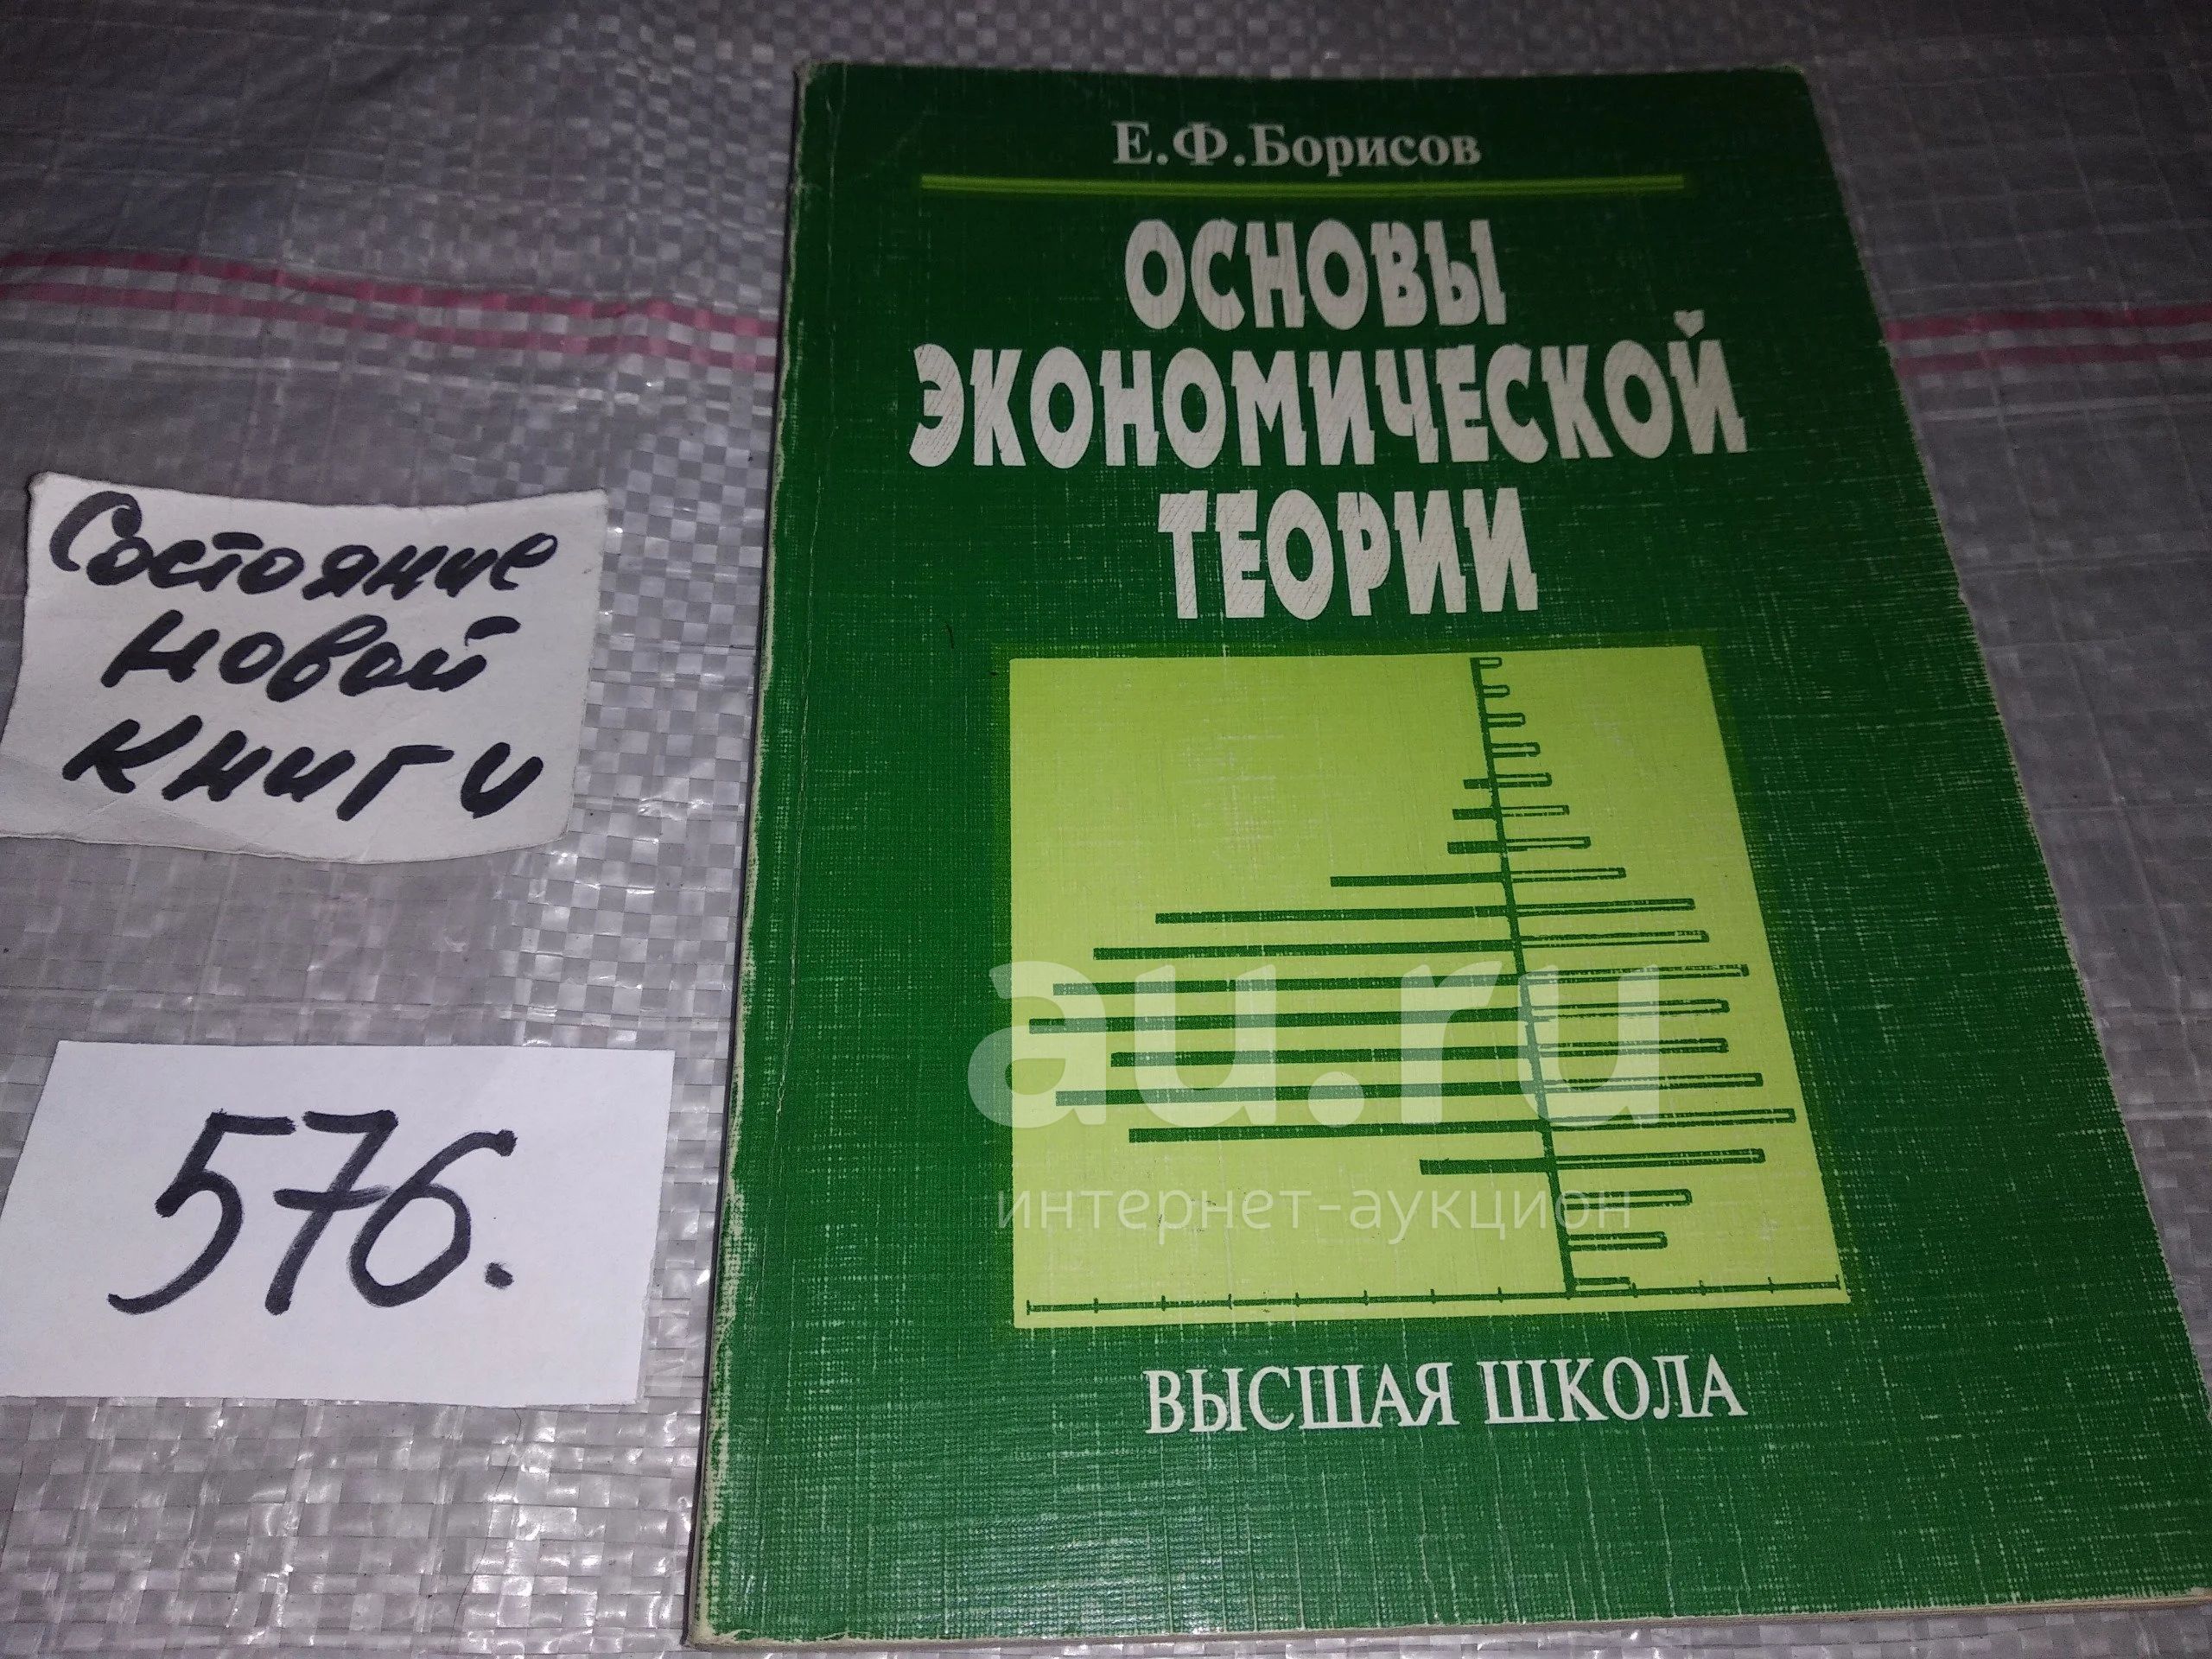 Е.Ф.Борисов
ОСНОВЫ
ЭКОНОМИЧЕСКОЙ
ТЕОРИИ
Состояние
новой
книги
576.
au.ru
интернет-аукцион
ВЫСШАЯ ШКОЛА